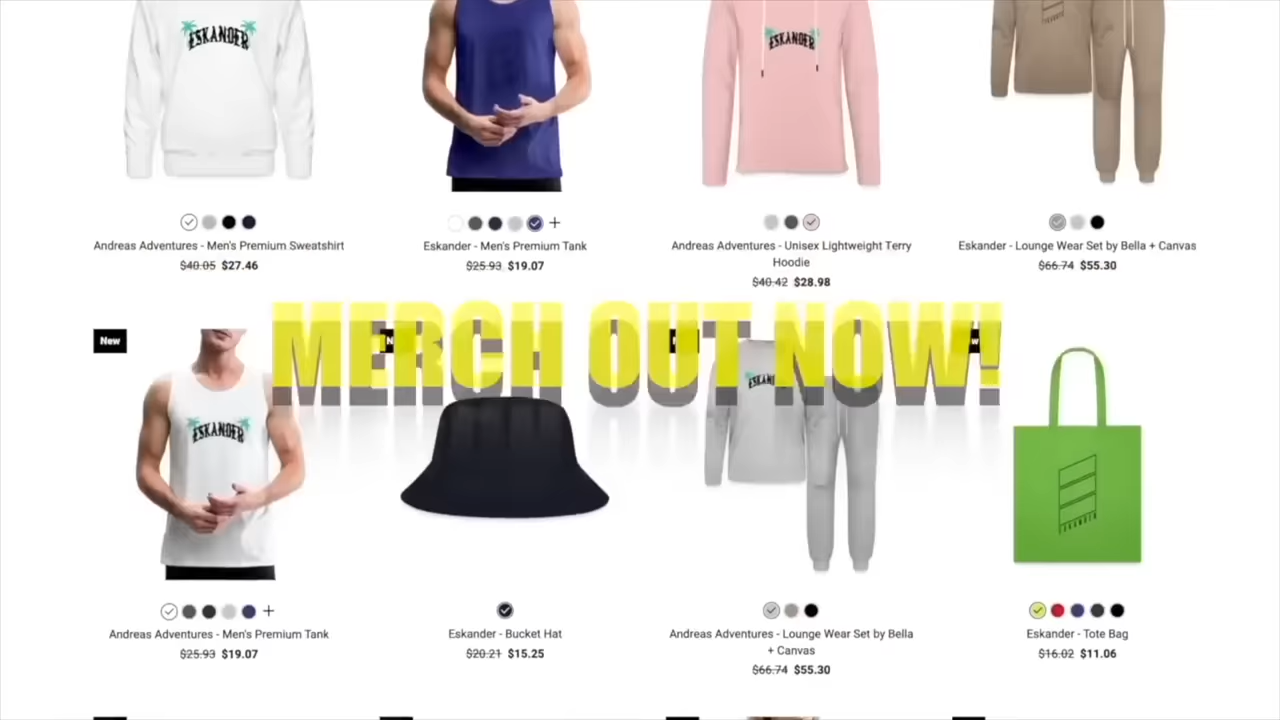 ESKANDER
ESKANDER
ESKANDER
Andreas Adventures - Men's Premium Sweatshirt
$40.05 $27.46
Eskander - Men's Premium Tank
$25.93 $19.07
Andreas Adventures - Unisex Lightweight Terry
Hoodie
$40.42 $28.98
Eskander - Lounge Wear Set by Bella + Canvas
$66.74 $55.30
MERCH OUT NOW!
New
ESKANDER
ESKANDER
Andreas Adventures - Men's Premium Tank
$25.93 $19.07
Eskander - Bucket Hat
$20.21 $15.25
Andreas Adventures - Lounge Wear Set by Bella
+ Canvas
$66.74 $55.30
Eskander - Tote Bag
$16.02 $11.06